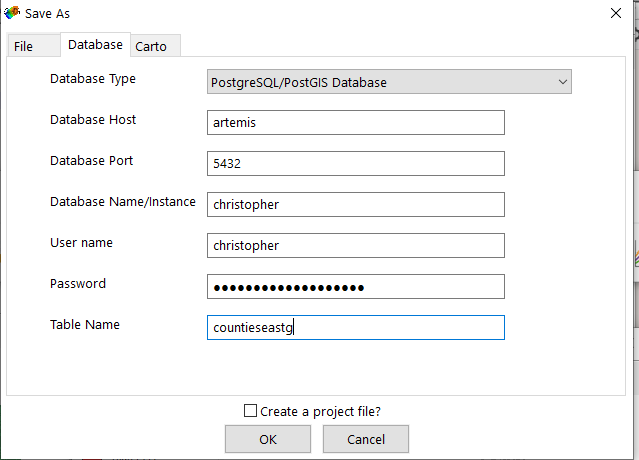 Save As
File Database Carto
Database Type PostgreSQL/PostGIS Database
Database Host artemis
Database Port 5432
Database Name/Instance christopher
User name christopher
Password ●●●●●●●●●●●●●●●●●●●
Table Name countieseastg
Create a project file?
OK Cancel